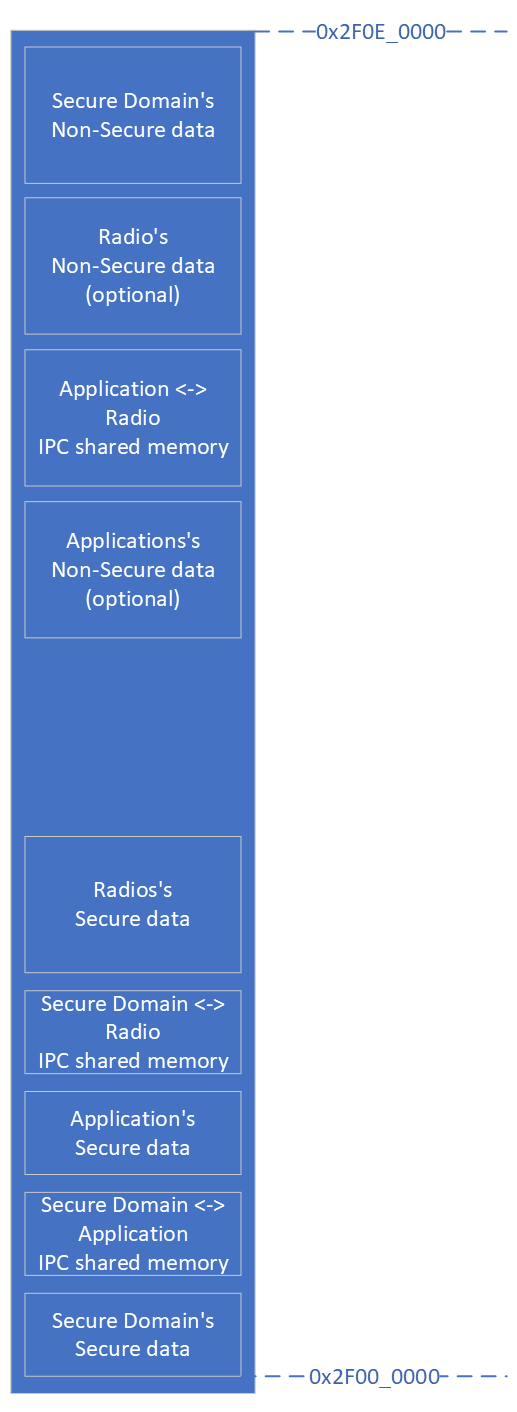 0x2F0E_0000
Secure Domain's
Non-Secure data
Radio's
Non-Secure data
(optional)
Application <->
Radio
IPC shared memory
Applications's
Non-Secure data
(optional)
Radios's
Secure data
Secure Domain <->
Radio
IPC shared memory
Application's
Secure data
Secure Domain <->
Application
IPC shared memory
Secure Domain's
Secure data
0x2F00_0000